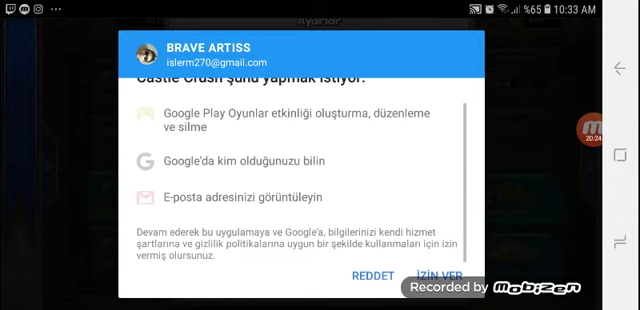 %65 10:33 AM
Ayarlar
BRAVE ARTISS
islerm270@gmail.com
Castle Crush şunu yapmak istiyor:
Google Play Oyunlar etkinliği oluşturma, düzenleme
ve silme
Google'da kim olduğunuzu bilin
E-posta adresinizi görüntüleyin
Devam ederek bu uygulamaya ve Google'a, bilgilerinizi kendi hizmet
şartlarına ve gizlilik politikalarına uygun bir şekilde kullanmaları için izin
vermiş olursunuz.
REDDET İZİN VER
20:24
Recorded by mobizen